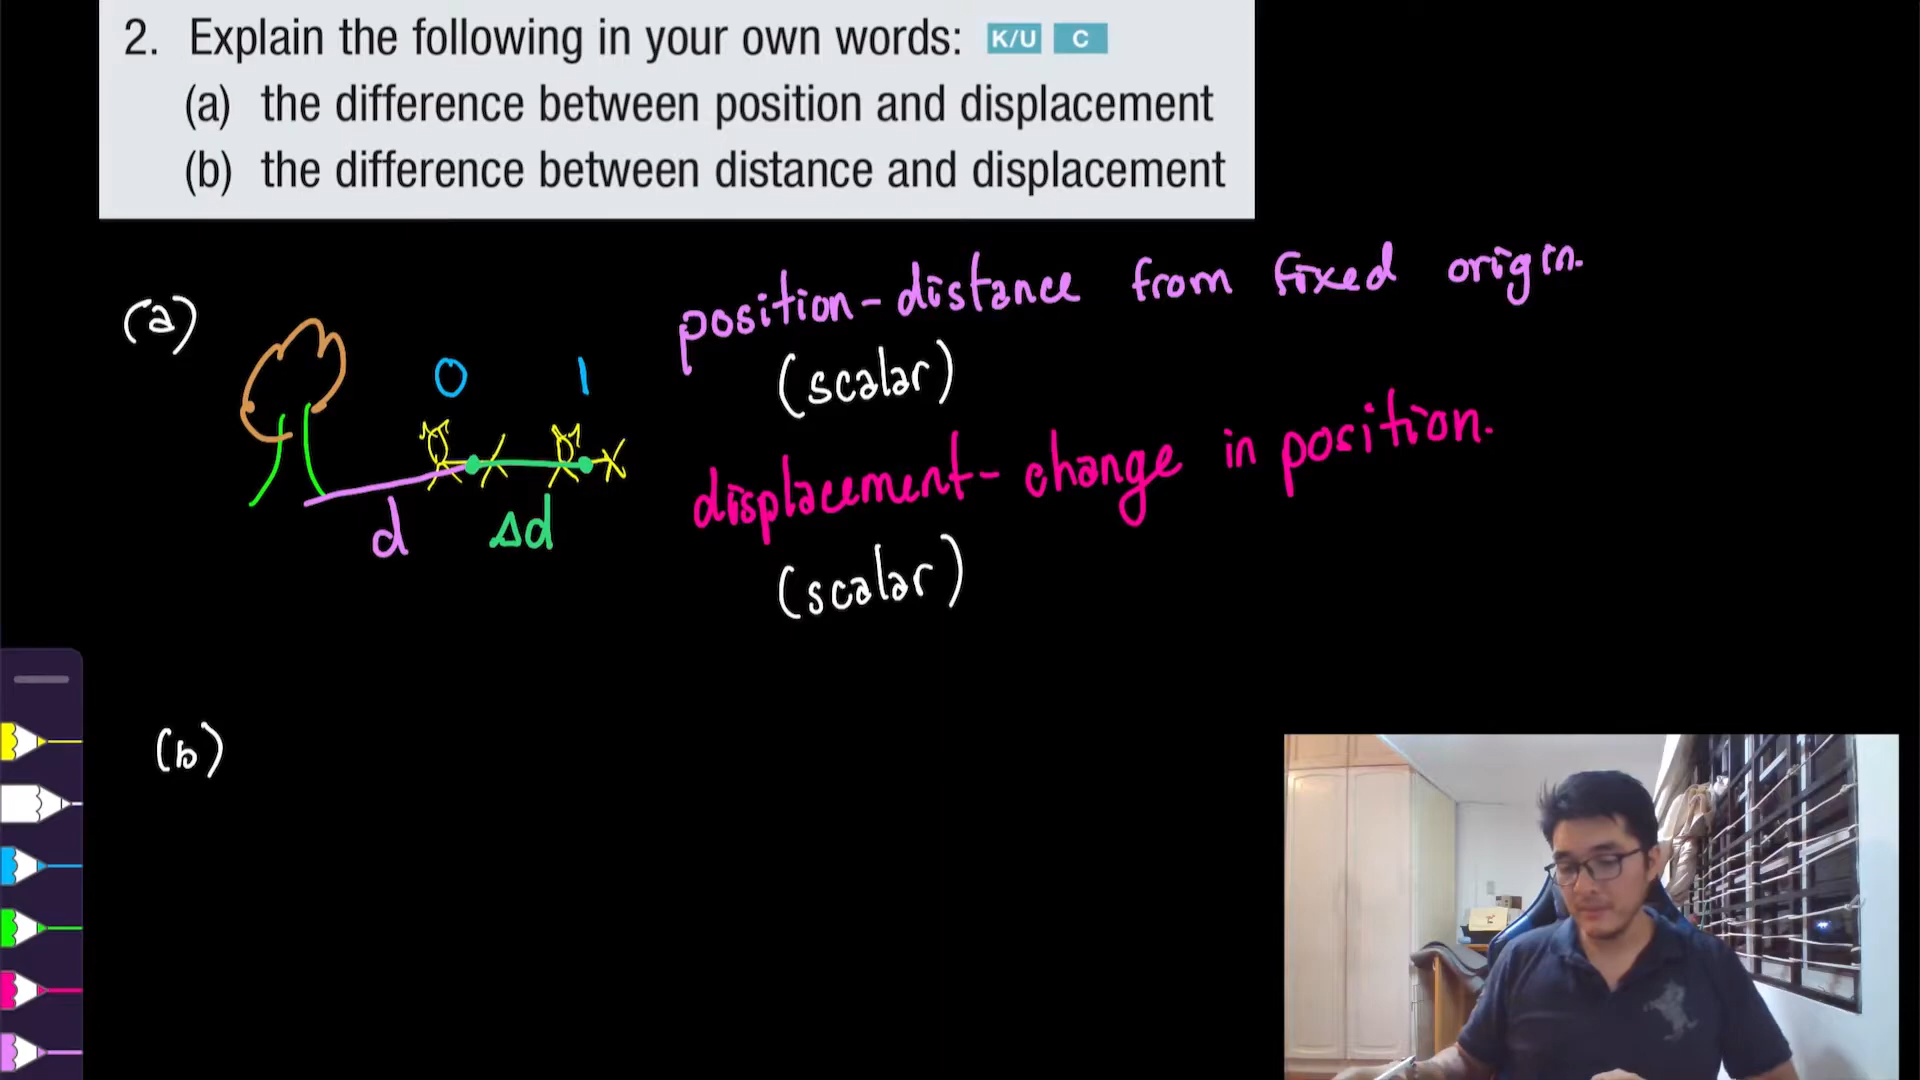 2. Explain the following in your own words: K/U C
(a) the difference between position and displacement
(b) the difference between distance and displacement
(a)
position - distance from fixed origin.
(scalar)
0 1
displacement - change in position.
d Δd
(scalar)
(b)